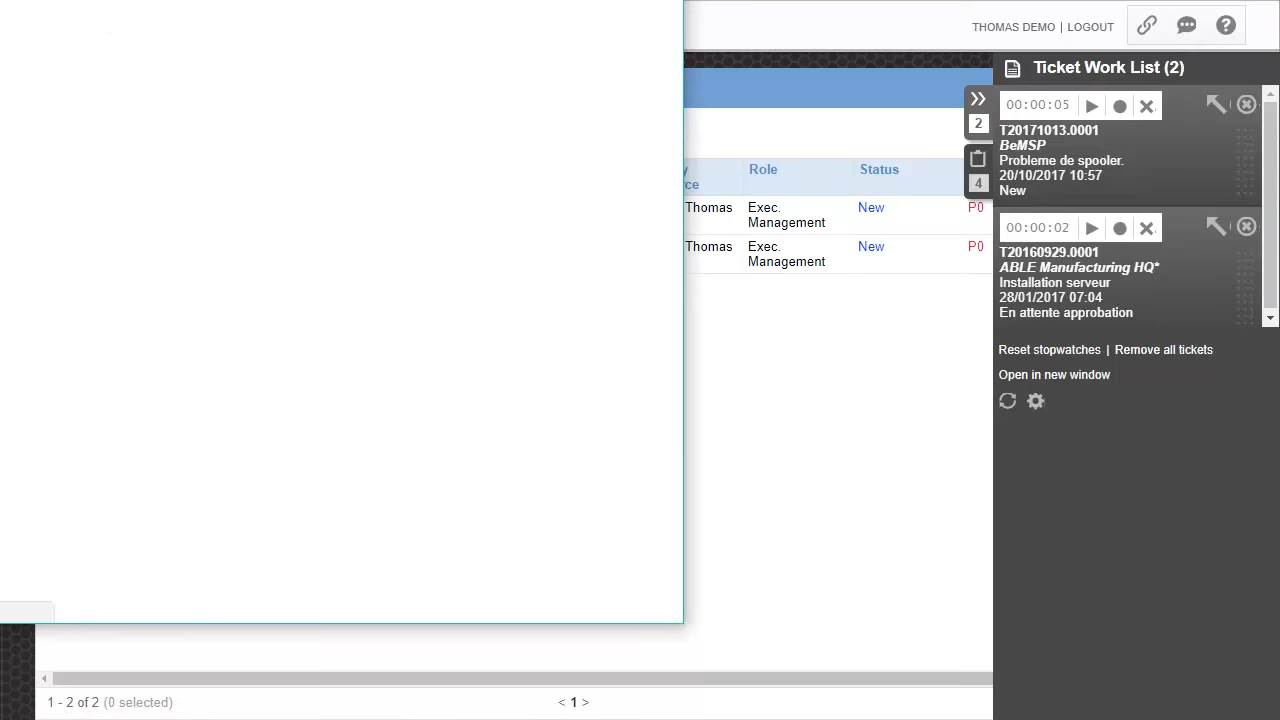 THOMAS DEMO | LOGOUT
Ticket Work List (2)
00:00:05
2
T20171013.0001
BeMSP
Probleme de spooler.
20/10/2017 10:57
New
4
00:00:02
T20160929.0001
ABLE Manufacturing HQ*
Installation serveur
28/01/2017 07:04
En attente approbation
Reset stopwatches | Remove all tickets
Open in new window
y
ce
Role
Status
Thomas
Exec.
Management
New
P0
Thomas
Exec.
Management
New
P0
1 - 2 of 2 (0 selected)
< 1 >